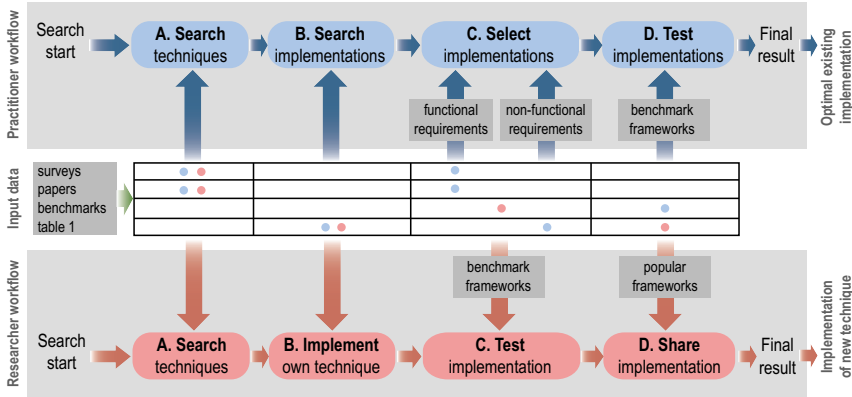 Practitioner workflow
Search
start
A. Search
techniques
B. Search
implementations
C. Select
implementations
D. Test
implementations
Final
result
Optimal existing
implementation
functional
requirements
non-functional
requirements
benchmark
frameworks
Input data
surveys
papers
benchmarks
table 1
benchmark
frameworks
popular
frameworks
Researcher workflow
Search
start
A. Search
techniques
B. Implement
own technique
C. Test
implementation
D. Share
implementation
Final
result
Implementation
of new technique